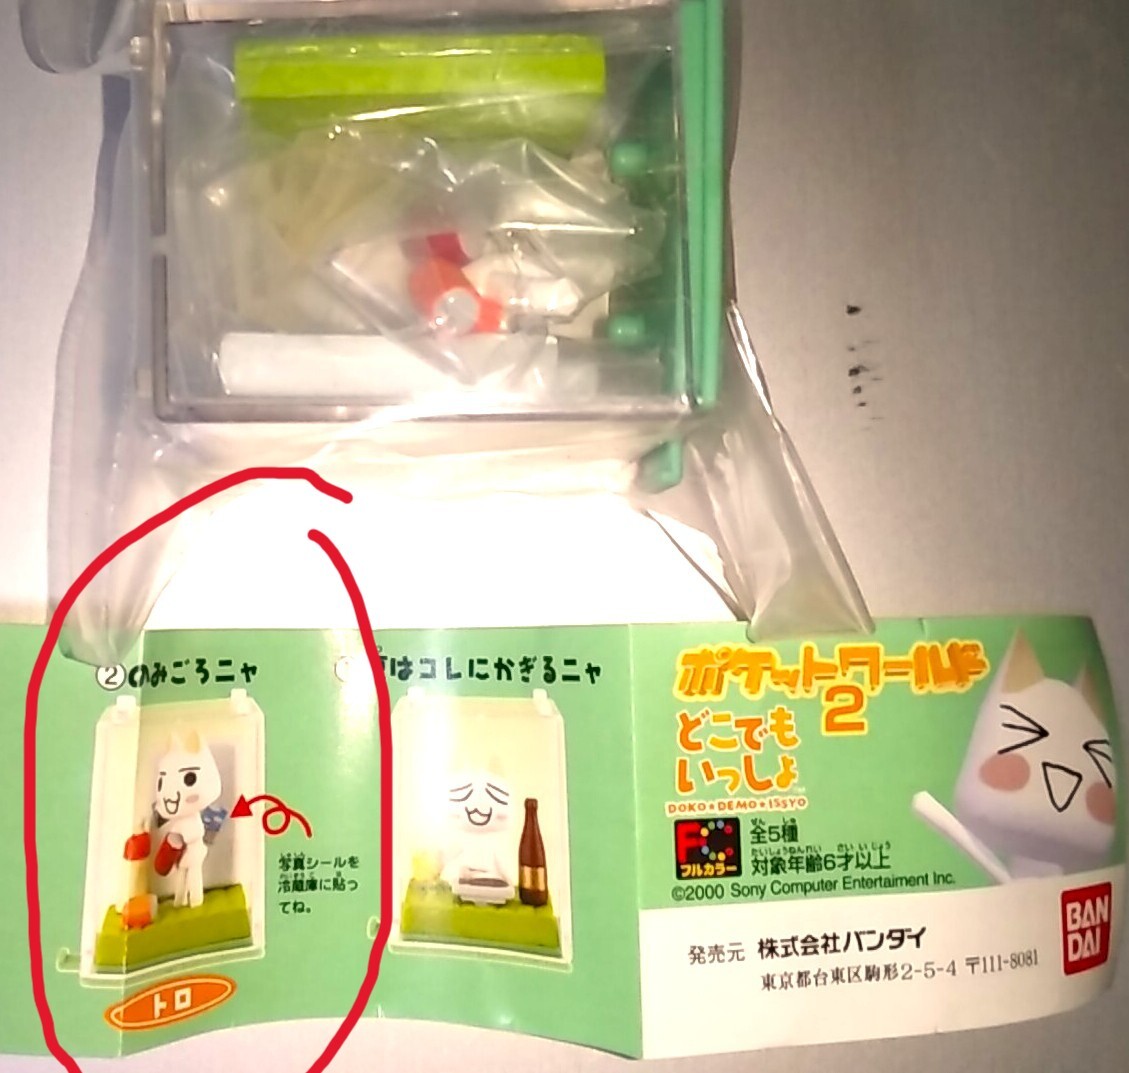 ②のみごろニャ
はコレにかぎるニャ
写真シールを
冷蔵庫に貼っ
てね。
トロ
ポケットワールド
2
どこでも
いっしょ
DOKO★DEMO★ISSYO
FC
フルカラー
全5種
対象年齢6才以上
©2000 Sony Computer Entertaiment Inc.
発売元 株式会社バンダイ
東京都台東区駒形2-5-4 〒111-8081
BAN
DAI